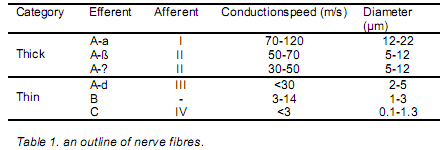 Category Efferent Afferent Conductionspeed (m/s) Diameter (µm)
Thick A-a I 70-120 12-22
A-ß II 50-70 5-12
A-? II 30-50 5-12
Thin A-d III <30 2-5
B - 3-14 1-3
C IV <3 0.1-1.3
Table 1. an outline of nerve fibres.